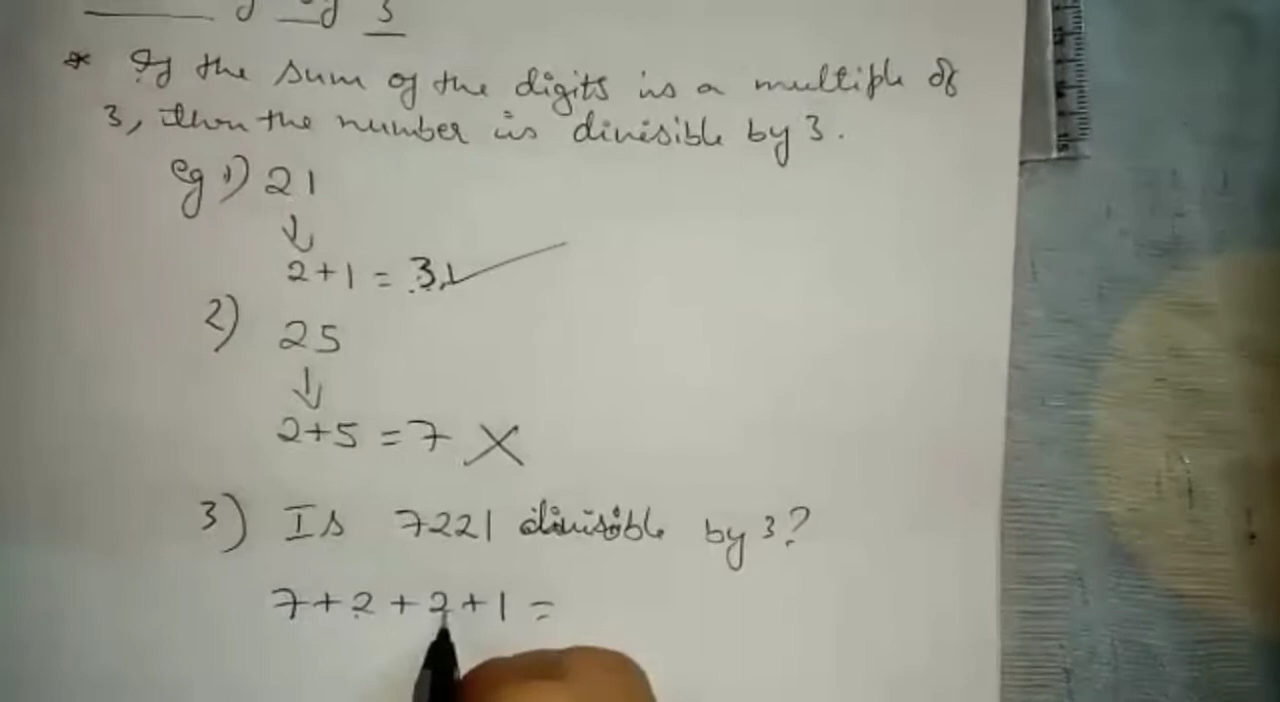 3
* If the sum of the digits is a multiple of
3, then the number is divisible by 3.
eg 1) 21
↓
2+1 = 3 ✓
2) 25
↓
2+5 = 7 X
3) Is 7221 divisible by 3?
7+2+2+1 =